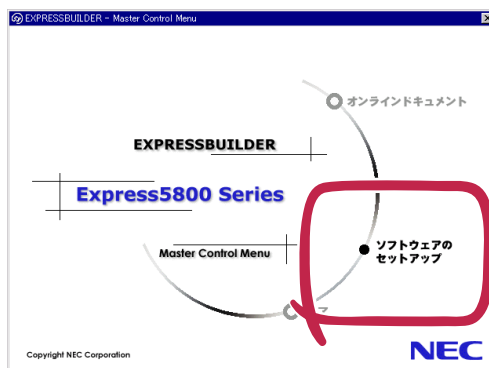 EXPRESSBUILDER - Master Control Menu
オンラインドキュメント
EXPRESSBUILDER
Express5800 Series
ソフトウェアの
セットアップ
Master Control Menu
Copyright NEC Corporation
NEC